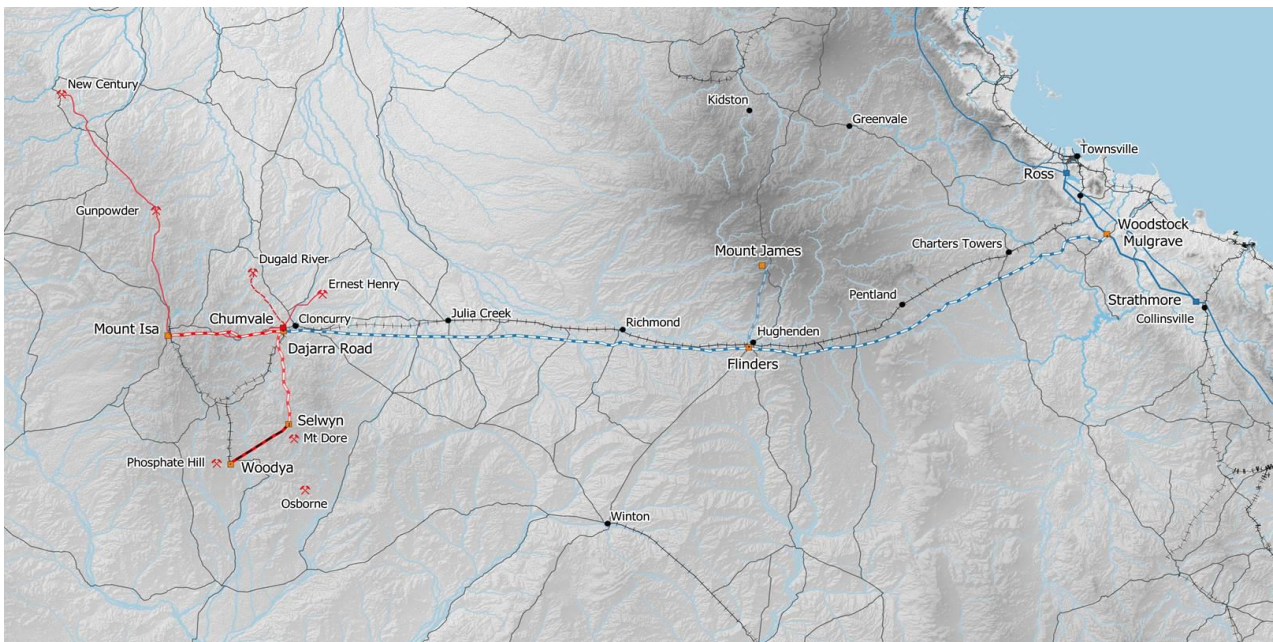 New Century
Kidston
Greenvale
Townsville
Ross
Gunpowder
Woodstock
Mulgrave
Charters Towers
Mount James
Dugald River
Ernest Henry
Pentland
Strathmore
Collinsville
Chumvale
Cloncurry
Julia Creek
Richmond
Mount Isa
Hughenden
Dajarra Road
Flinders
Selwyn
Mt Dore
Phosphate Hill
Woodya
Osborne
Winton